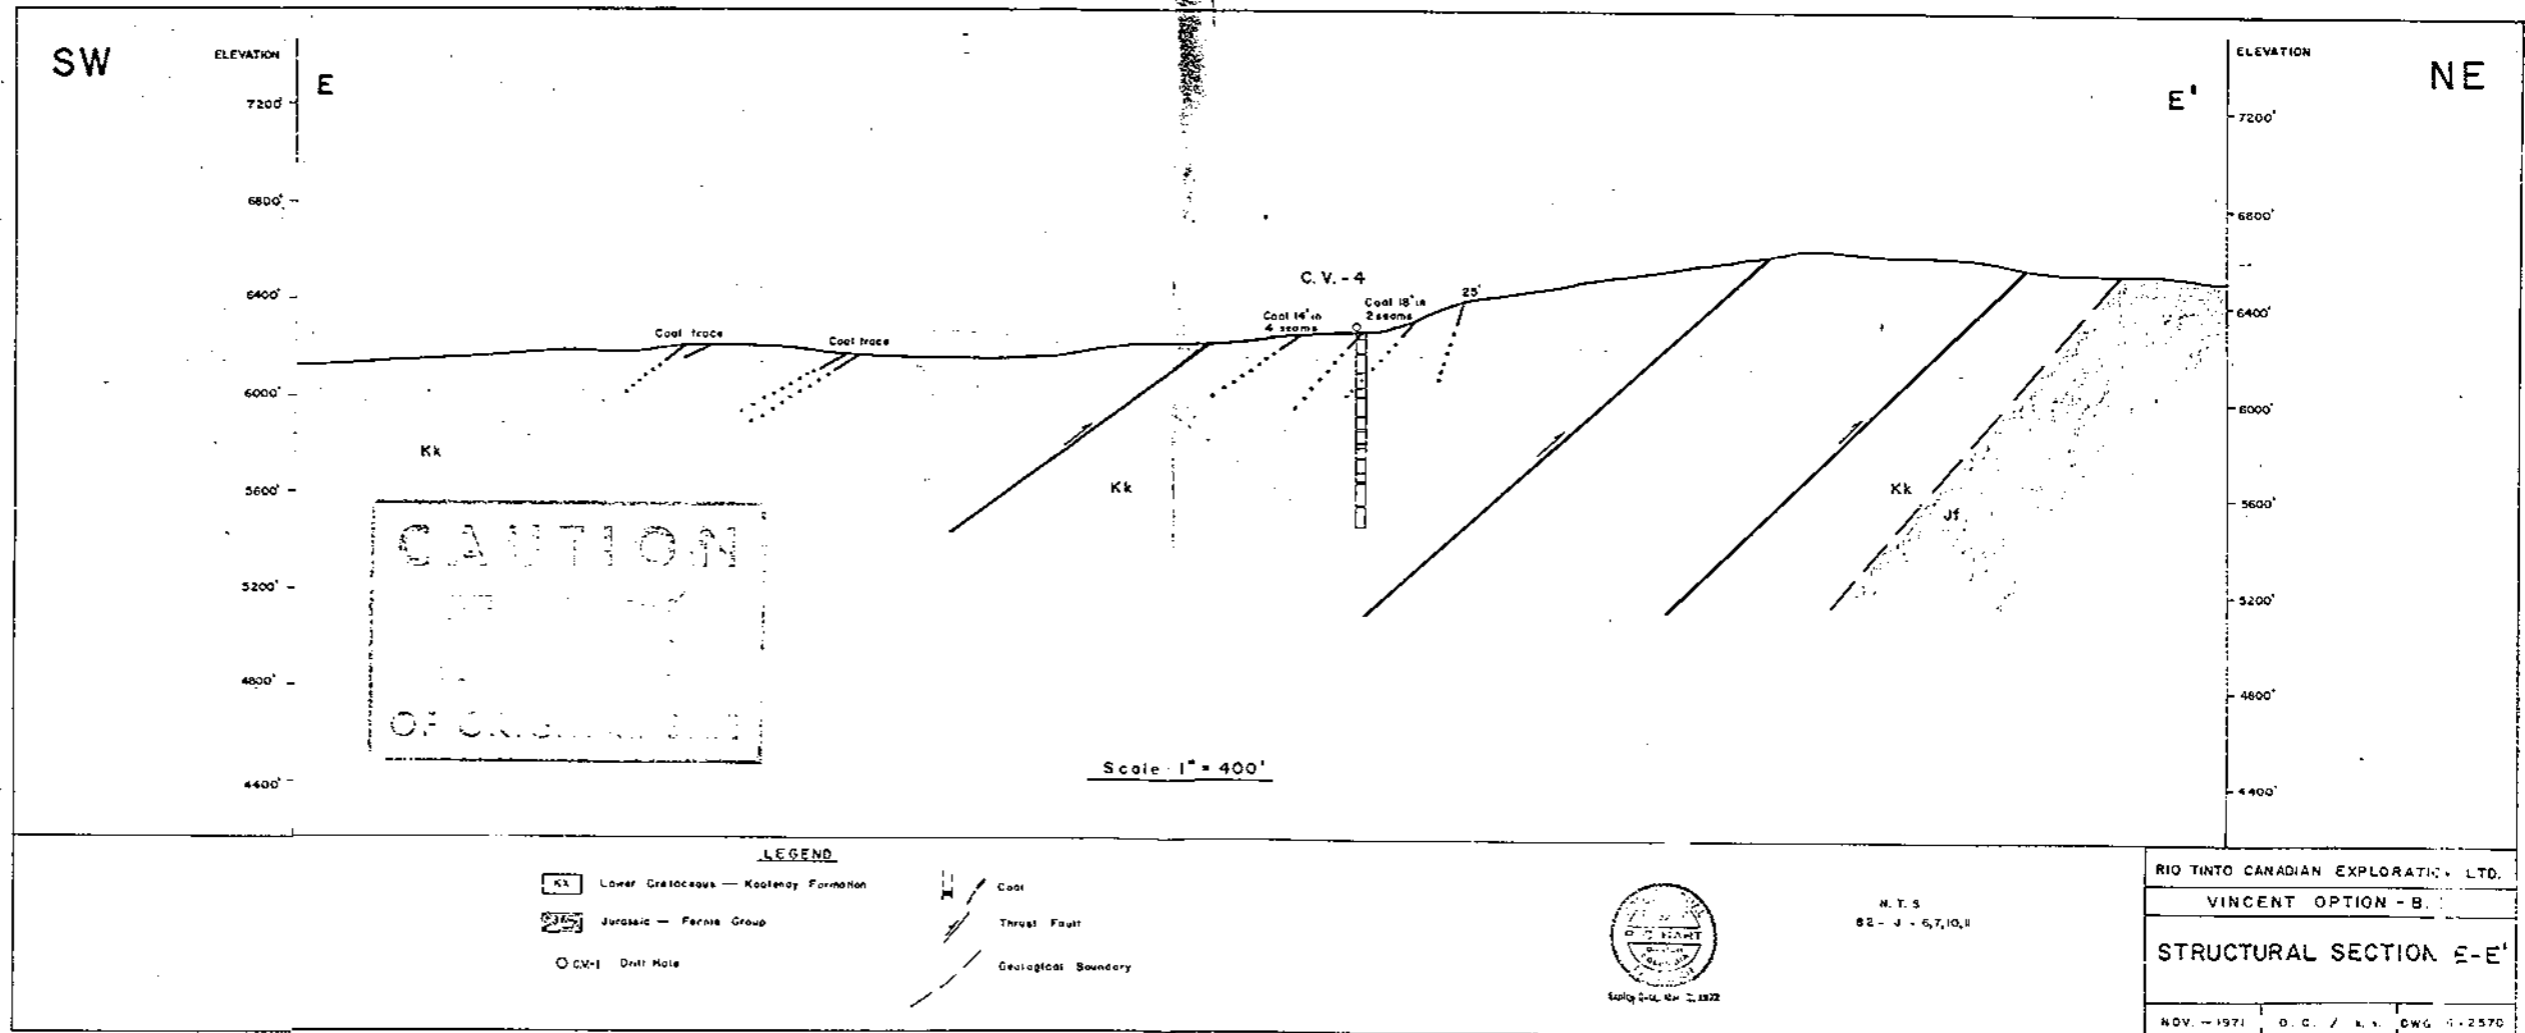 SW
ELEVATION
E
7200'
6800'
6400'
6000'
5600'
5200'
4800'
4400'
NE
ELEVATION
E'
7200'
6800'
6400'
6000'
5600'
5200'
4800'
4400'
C.V.-4
Coal trace
Coal trace
Coal 14' in
4 seams
Coal 18' in
2 seams
25'
Kk
Kk
Kk
Jf
CAUTION
OF
Scale 1" = 400'
LEGEND
Kk Lower Cretaceous — Kootenay Formation
Jurassic — Fernie Group
C.V.-1 Drill Hole
Coal
Thrust Fault
Geological Boundary
HART
N.T.S
82-J-6,7,10,11
RIO TINTO CANADIAN EXPLORATION LTD.
VINCENT OPTION - B.
STRUCTURAL SECTION E-E'
NOV. - 1971
DWG
2570